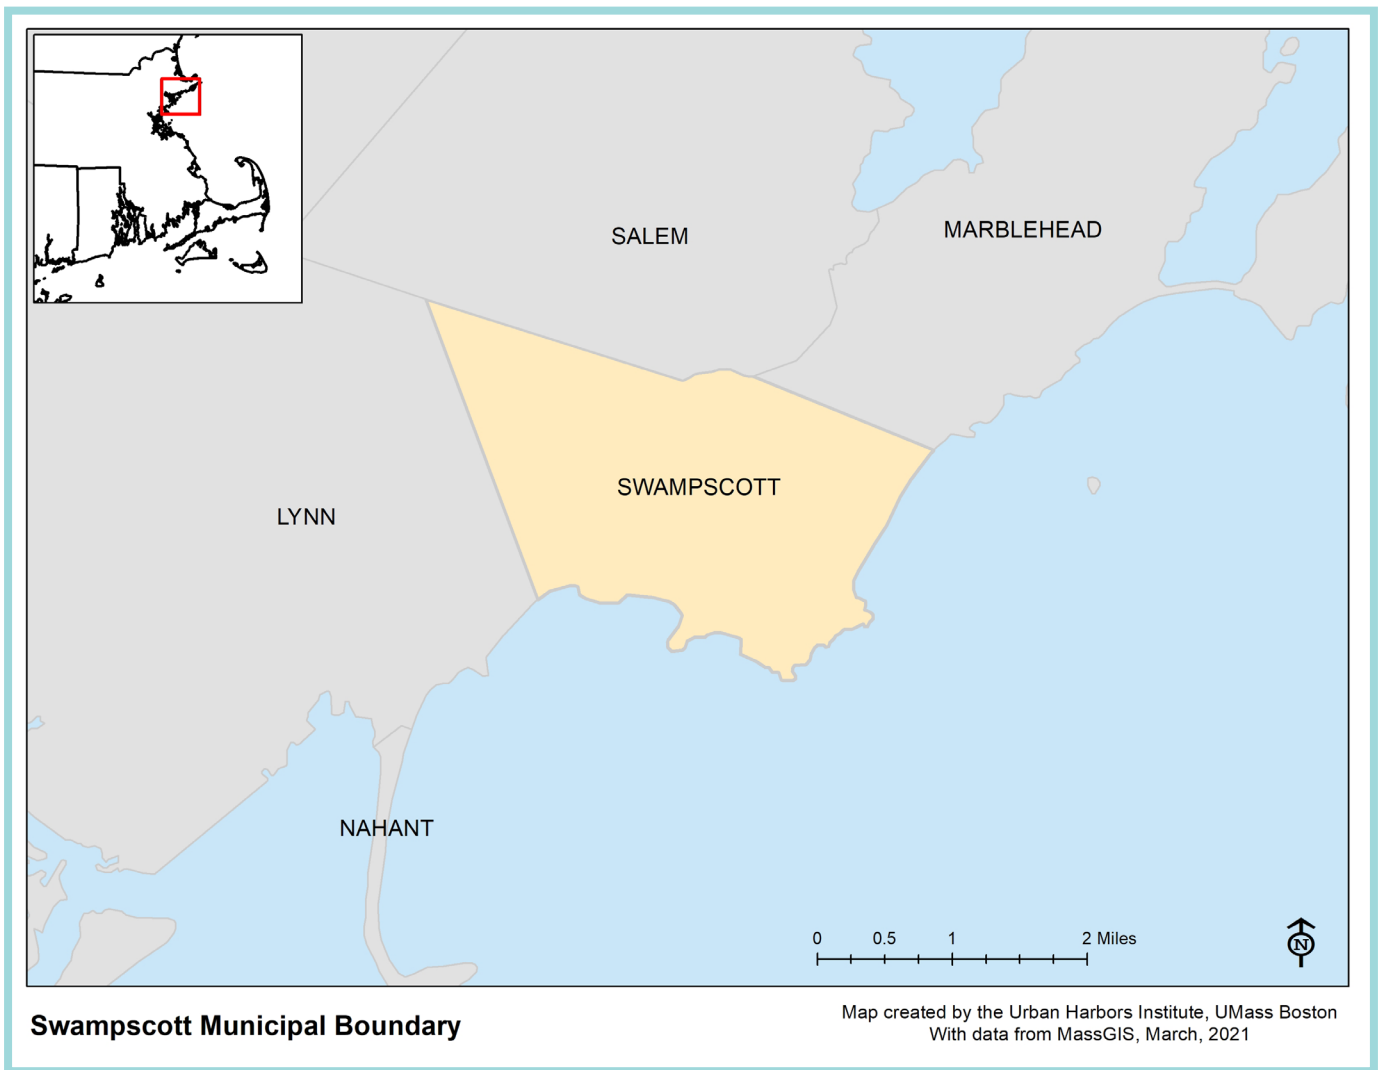 SALEM
MARBLEHEAD
SWAMPSCOTT
LYNN
NAHANT
0 0.5 1 2 Miles
N
Swampscott Municipal Boundary
Map created by the Urban Harbors Institute, UMass Boston
With data from MassGIS, March, 2021